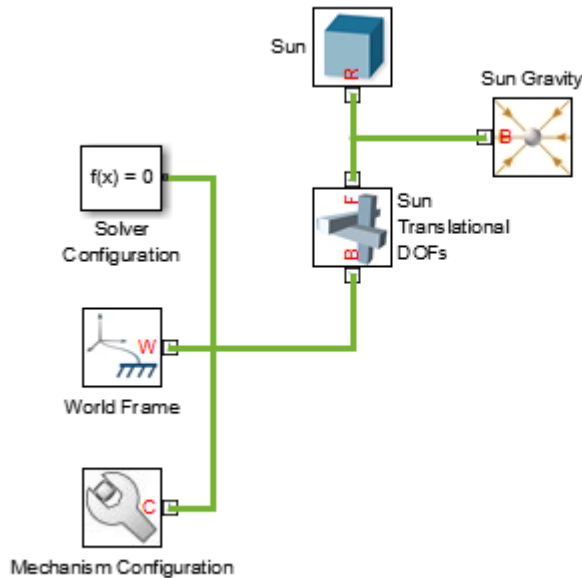 Sun
R
Sun Gravity
B
f(x) = 0
Solver
Configuration
F
Sun
Translational
DOFs
B
W
World Frame
C
Mechanism Configuration